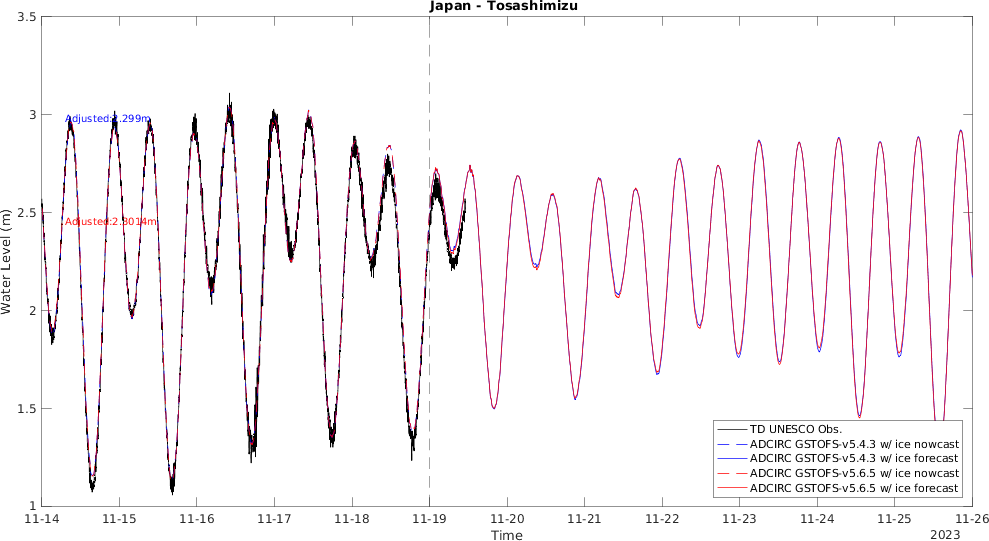 Japan - Tosashimizu
3.5
3
2.5
2
1.5
1
Water Level (m)
Adjusted:2.299m
Adjusted:2.3014m
TD UNESCO Obs.
ADCIRC GSTOFS-v5.4.3 w/ ice nowcast
ADCIRC GSTOFS-v5.4.3 w/ ice forecast
ADCIRC GSTOFS-v5.6.5 w/ ice nowcast
ADCIRC GSTOFS-v5.6.5 w/ ice forecast
11-14 11-15 11-16 11-17 11-18 11-19 11-20 11-21 11-22 11-23 11-24 11-25 11-26
Time
2023